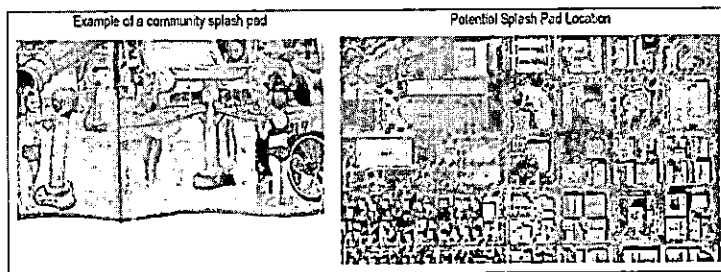 Example of a community splash pad
Potential Splash Pad Location